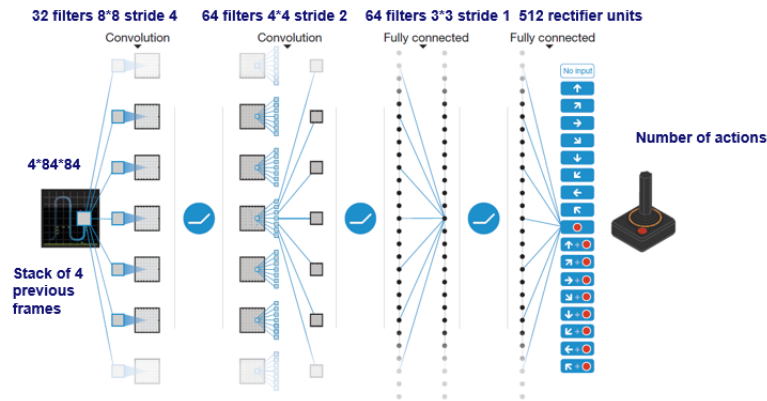 32 filters 8*8 stride 4
64 filters 4*4 stride 2
64 filters 3*3 stride 1
512 rectifier units
Convolution
Convolution
Fully connected
Fully connected
No input
4*84*84
Number of actions
Stack of 4
previous
frames
+
+
+
+
+
+
+
+